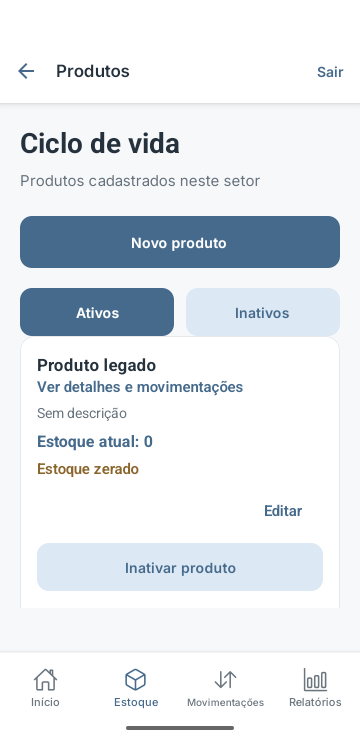 Produtos
Sair
Ciclo de vida
Produtos cadastrados neste setor
Novo produto
Ativos
Inativos
Produto legado
Ver detalhes e movimentações
Sem descrição
Estoque atual: 0
Estoque zerado
Editar
Inativar produto
Início
Estoque
Movimentações
Relatórios